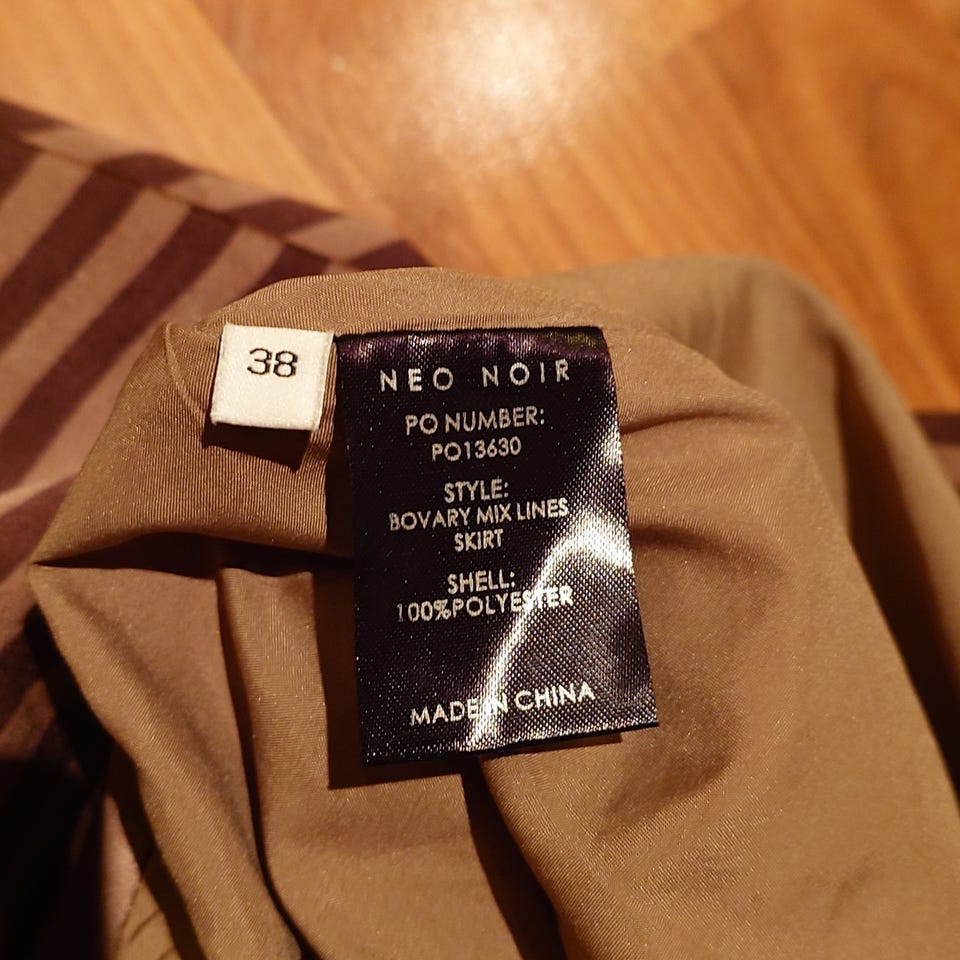 38
NEO NOIR
PO NUMBER:
PO13630
STYLE:
BOVARY MIX LINES
SKIRT
SHELL:
100%POLYESTER
MADE IN CHINA